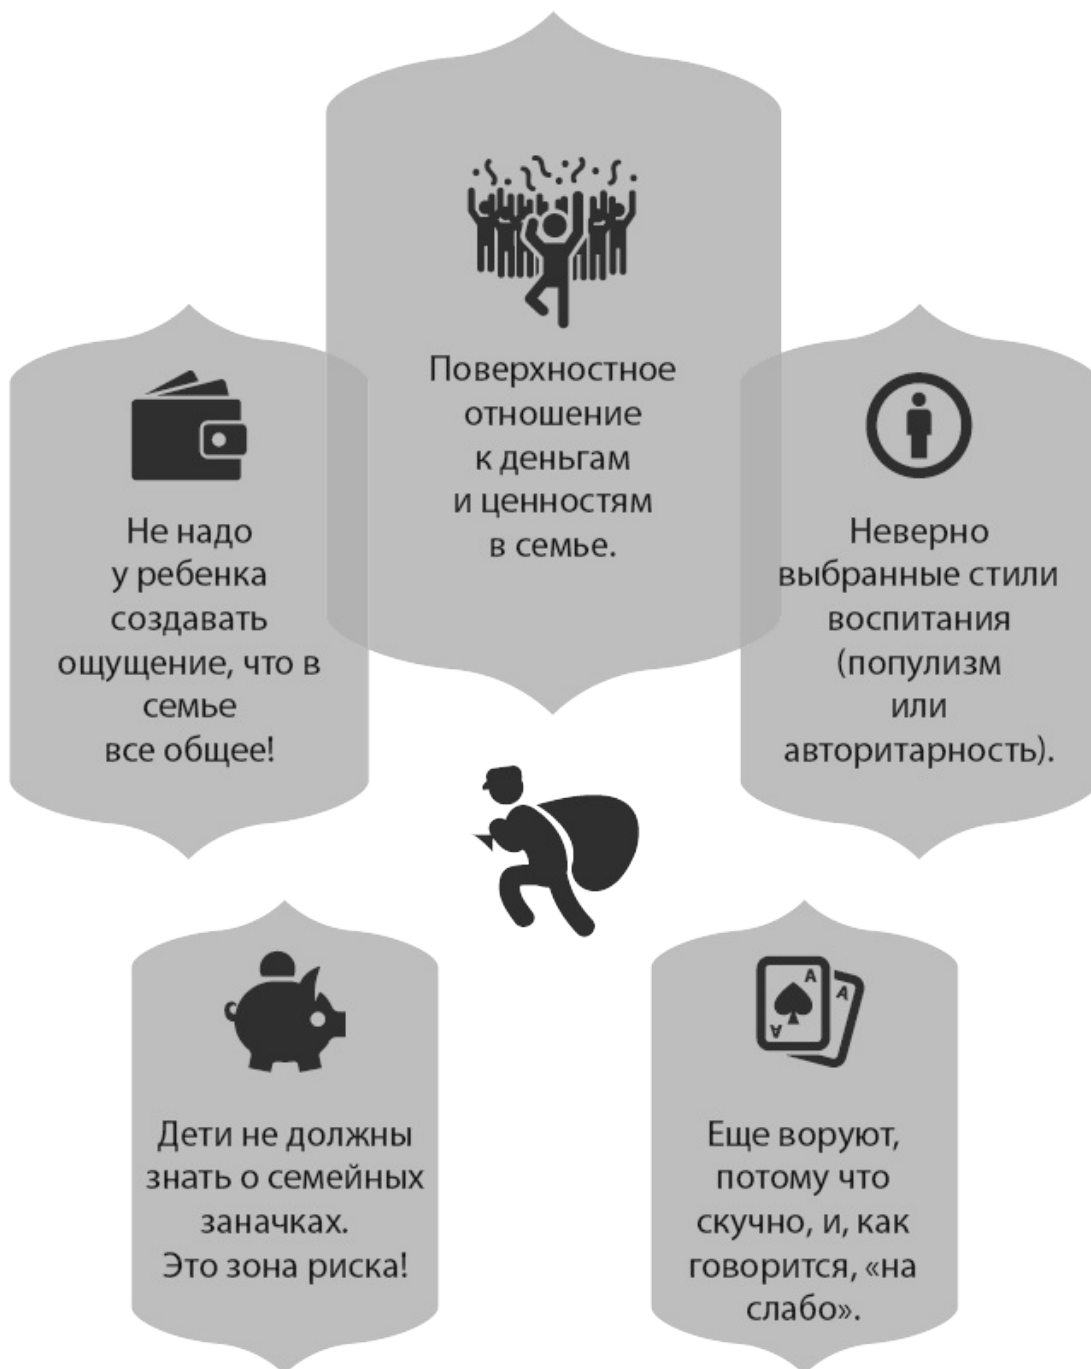 Поверхностное
отношение
к деньгам
и ценностям
в семье.
Не надо
у ребенка
создавать
ощущение, что в
семье
все общее!
Неверно
выбранные стили
воспитания
(популизм
или
авторитарность).
Дети не должны
знать о семейных
заначках.
Это зона риска!
A
A
A
Еще воруют,
потому что
скучно, и, как
говорится, «на
слабо».